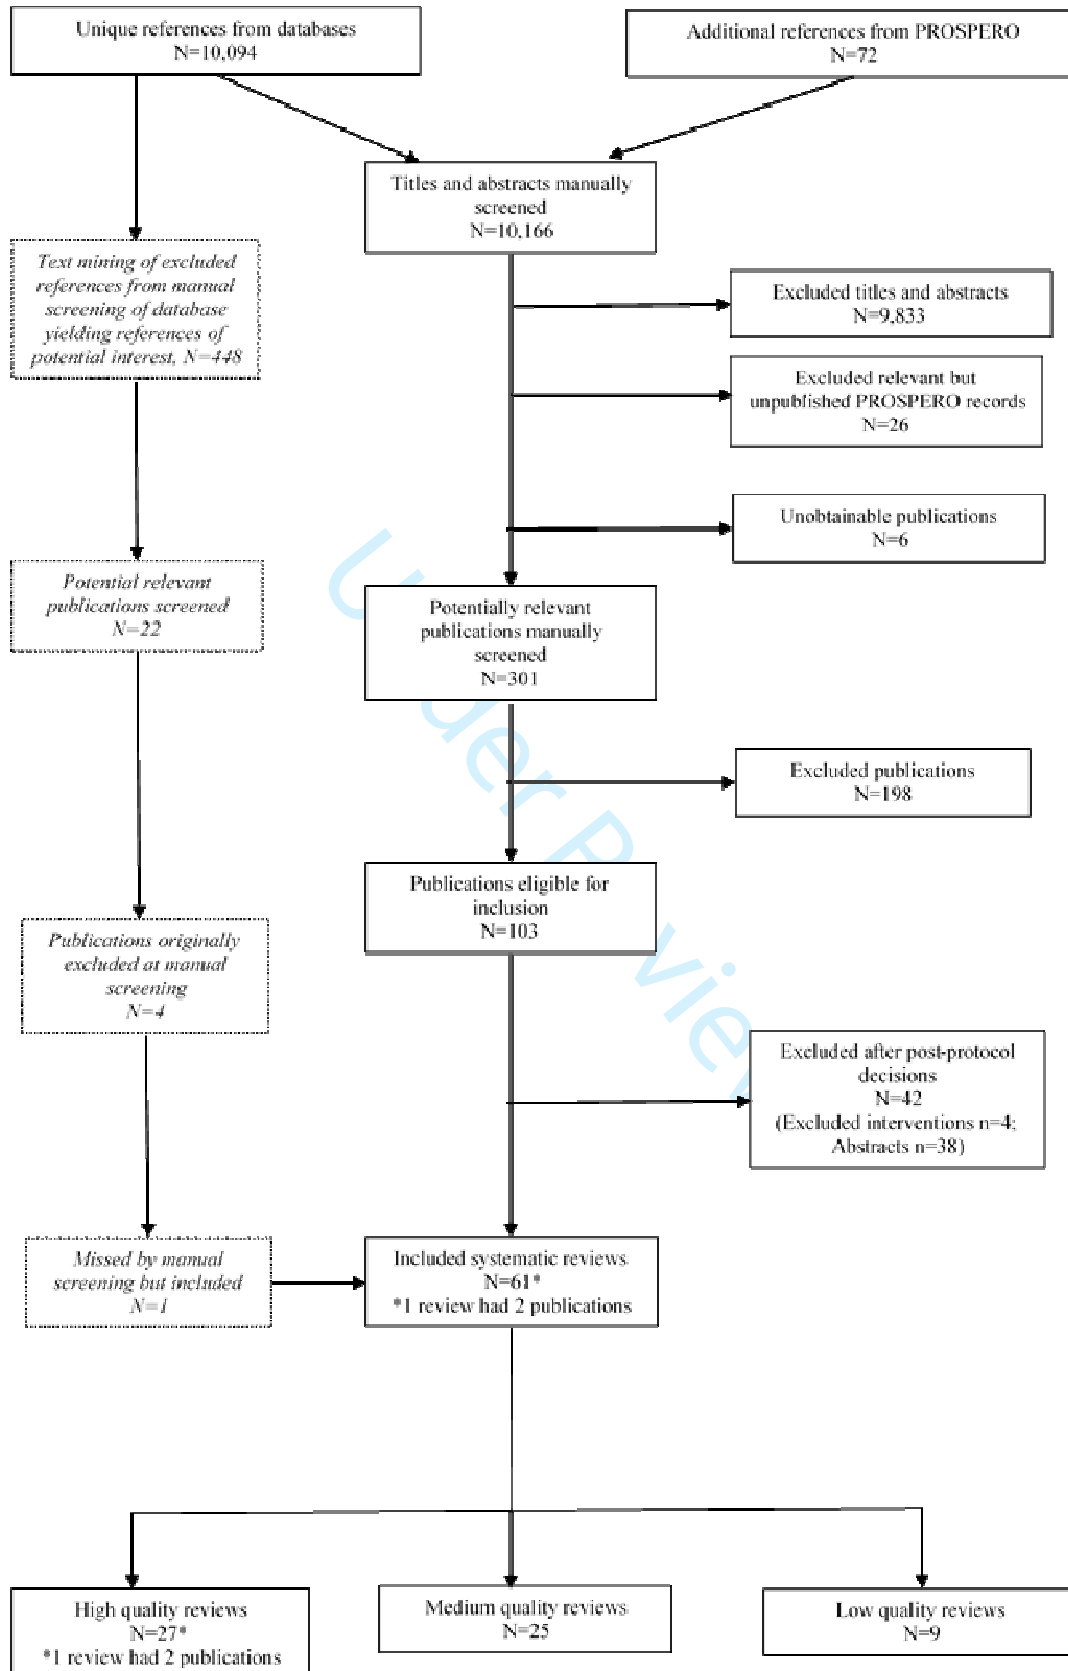 Unique references from databases
N=10,094
Additional references from PROSPERO
N=72
Titles and abstracts manually
screened
N=10,166
Text mining of excluded
references from manual
screening of database
yielding references of
potential interest, N=448
Excluded titles and abstracts
N=9,833
Excluded relevant but
unpublished PROSPERO records
N=26
Unobtainable publications
N=6
Potential relevant
publications screened
N=22
Potentially relevant
publications manually
screened
N=301
Excluded publications
N=198
Publications eligible for
inclusion
N=103
Publications originally
excluded at manual
screening
N=4
Excluded after post-protocol
decisions
N=42
(Excluded interventions n=4;
Abstracts n=38)
Missed by manual
screening but included
N=1
Included systematic reviews
N=61*
*1 review had 2 publications
High quality reviews
N=27*
*1 review had 2 publications
Medium quality reviews
N=25
Low quality reviews
N=9
Under Review